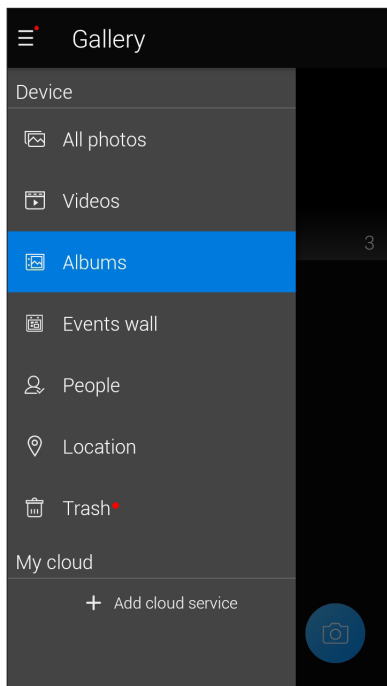 Gallery
Device
All photos
Videos
Albums
3
Events wall
People
Location
Trash
My cloud
+ Add cloud service